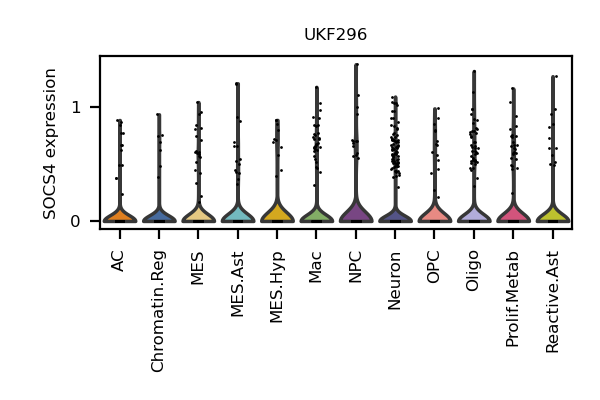 UKF296
SOCS4 expression
1
0
AC
Chromatin.Reg
MES
MES.Ast
MES.Hyp
Mac
NPC
Neuron
OPC
Oligo
Prolif.Metab
Reactive.Ast